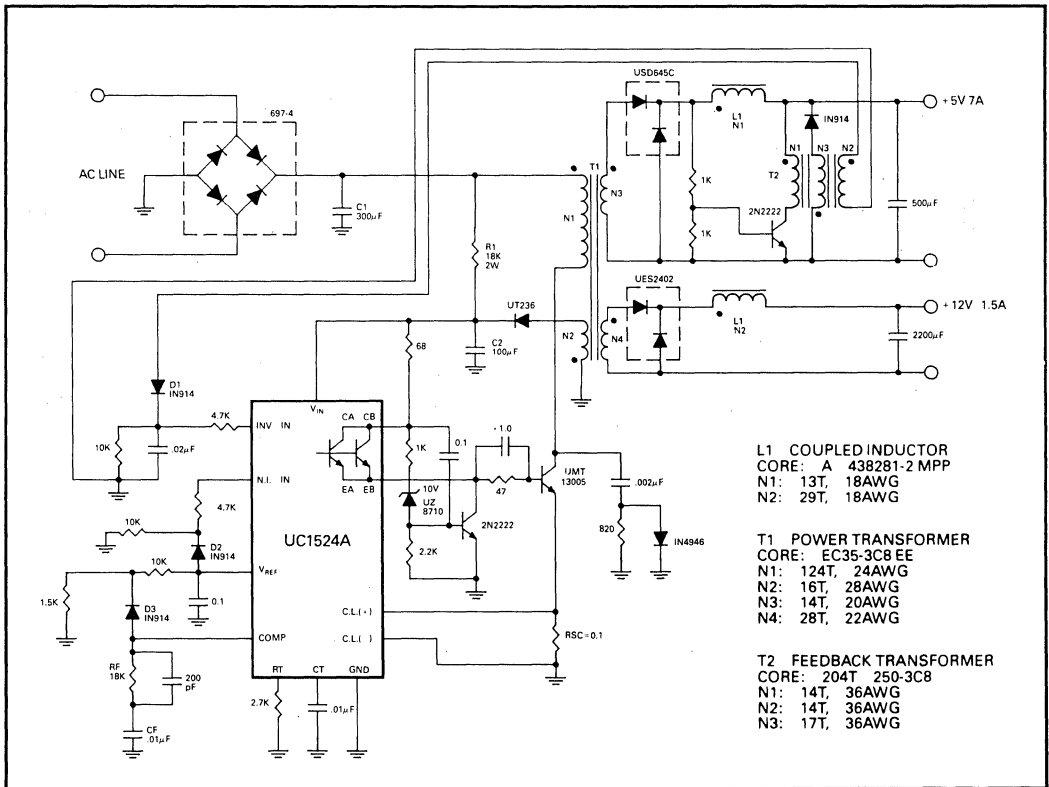 697-4
AC LINE
C1
300μF
R1
18K
2W
T1
N1
N3
N2
N4
USD645C
L1
N1
+5V 7A
IN914
N1
N3
N2
T2
1K
1K
2N2222
500μF
UES2402
L1
N2
+12V 1.5A
2200μF
UT236
C2
100μF
68
D1
IN914
10K
.02μF
4.7K
INV IN
VIN
CA CB
EA EB
N.I. IN
4.7K
10K
D2
IN914
10K
VREF
1.5K
D3
IN914
0.1
COMP
RF
18K
200
pF
CF
.01μF
UC1524A
RT
CT
GND
2.7K
.01μF
C.L.(+)
C.L.( )
1K
10V
UZ
8710
2.2K
0.1
2N2222
47
UMT
13005
.002μF
820
IN4946
RSC=0.1
L1 COUPLED INDUCTOR
CORE: A 438281-2 MPP
N1: 13T, 18AWG
N2: 29T, 18AWG
T1 POWER TRANSFORMER
CORE: EC35-3C8 EE
N1: 124T, 24AWG
N2: 16T, 28AWG
N3: 14T, 20AWG
N4: 28T, 22AWG
T2 FEEDBACK TRANSFORMER
CORE: 204T 250-3C8
N1: 14T, 36AWG
N2: 14T, 36AWG
N3: 17T, 36AWG